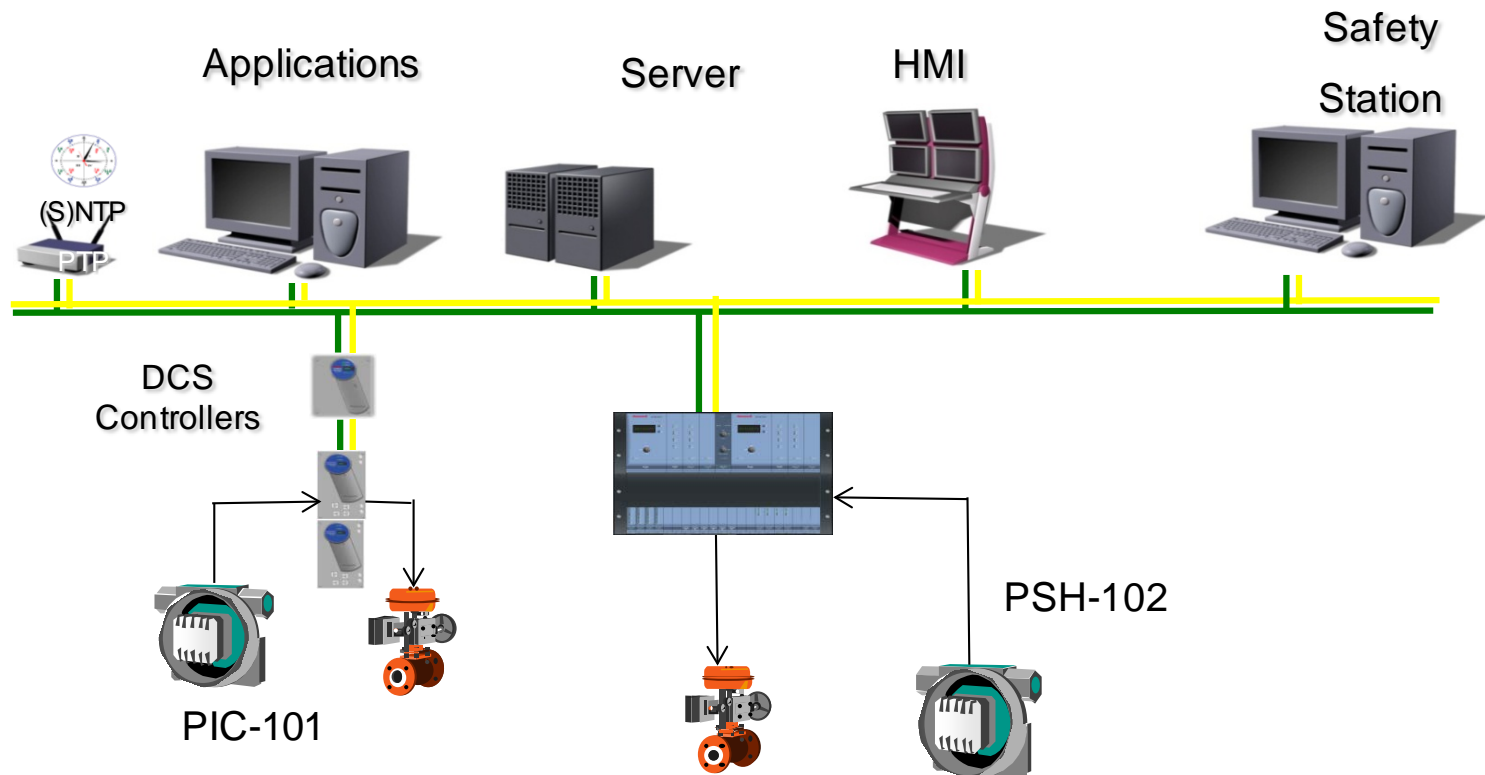 Applications
Server
HMI
Safety
Station
(S)NTP
PTP
DCS
Controllers
PSH-102
PIC-101